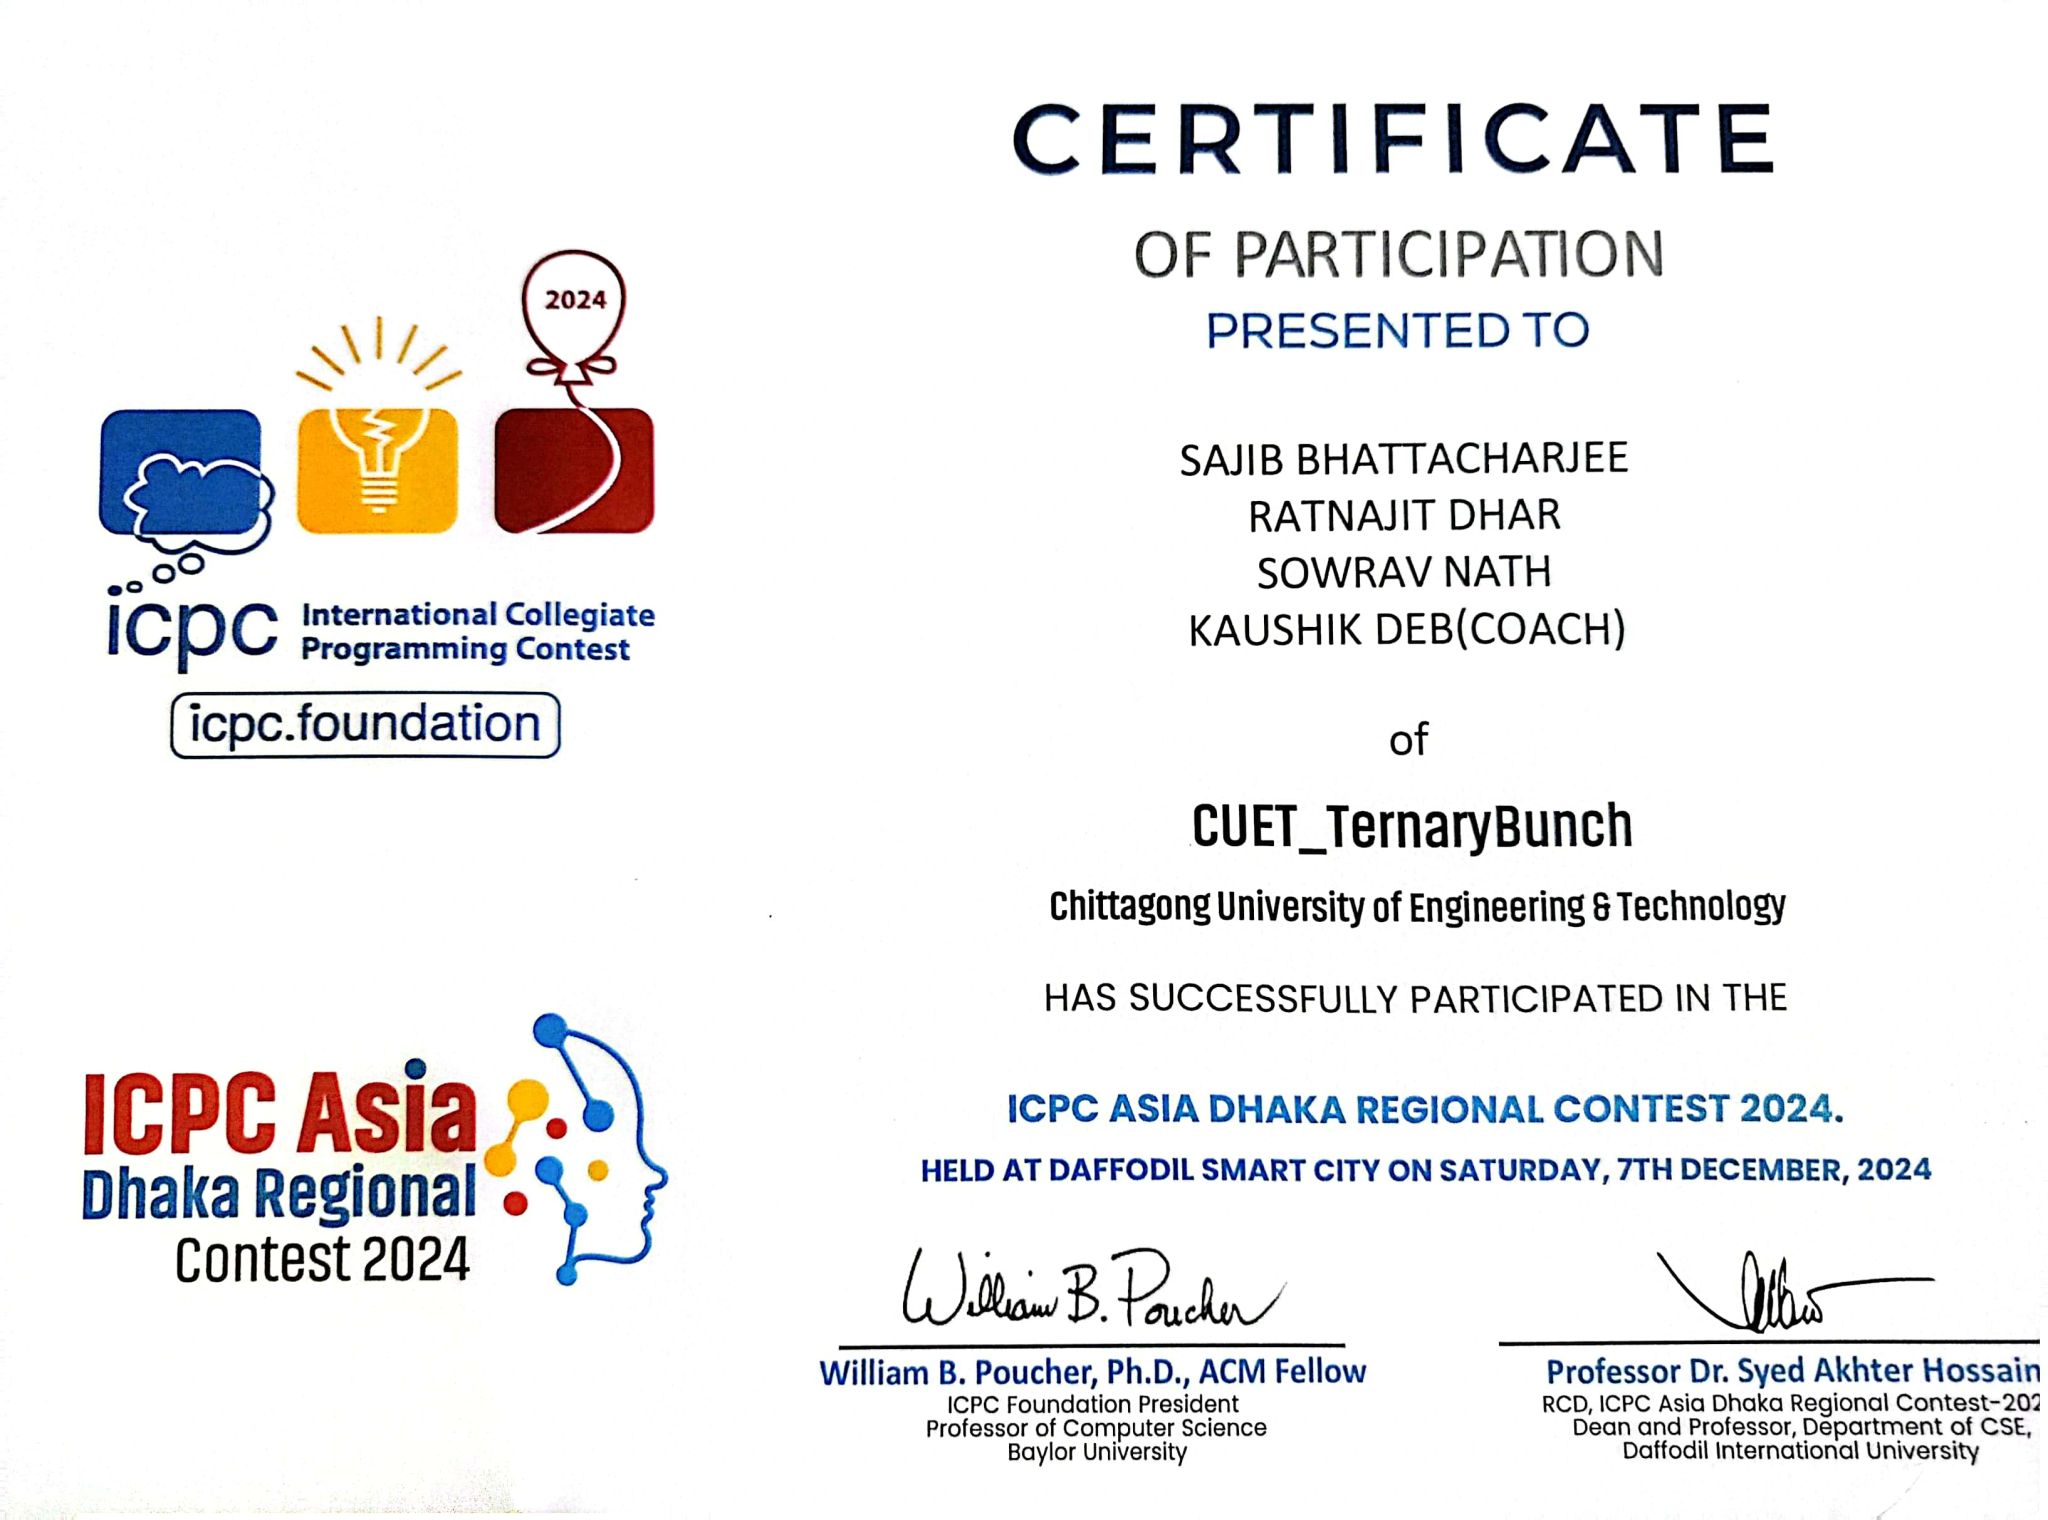 CERTIFICATE
OF PARTICIPATION
PRESENTED TO
SAJIB BHATTACHARJEE
RATNAJIT DHAR
SOWRAV NATH
KAUSHIK DEB(COACH)
of
CUET_TernaryBunch
Chittagong University of Engineering & Technology
HAS SUCCESSFULLY PARTICIPATED IN THE
ICPC ASIA DHAKA REGIONAL CONTEST 2024.
HELD AT DAFFODIL SMART CITY ON SATURDAY, 7TH DECEMBER, 2024
William B. Poucher
William B. Poucher, Ph.D., ACM Fellow
ICPC Foundation President
Professor of Computer Science
Baylor University
Professor Dr. Syed Akhter Hossain
RCD, ICPC Asia Dhaka Regional Contest-202
Dean and Professor, Department of CSE,
Daffodil International University
2024
icpc International Collegiate
Programming Contest
icpc.foundation
ICPC Asia
Dhaka Regional
Contest 2024